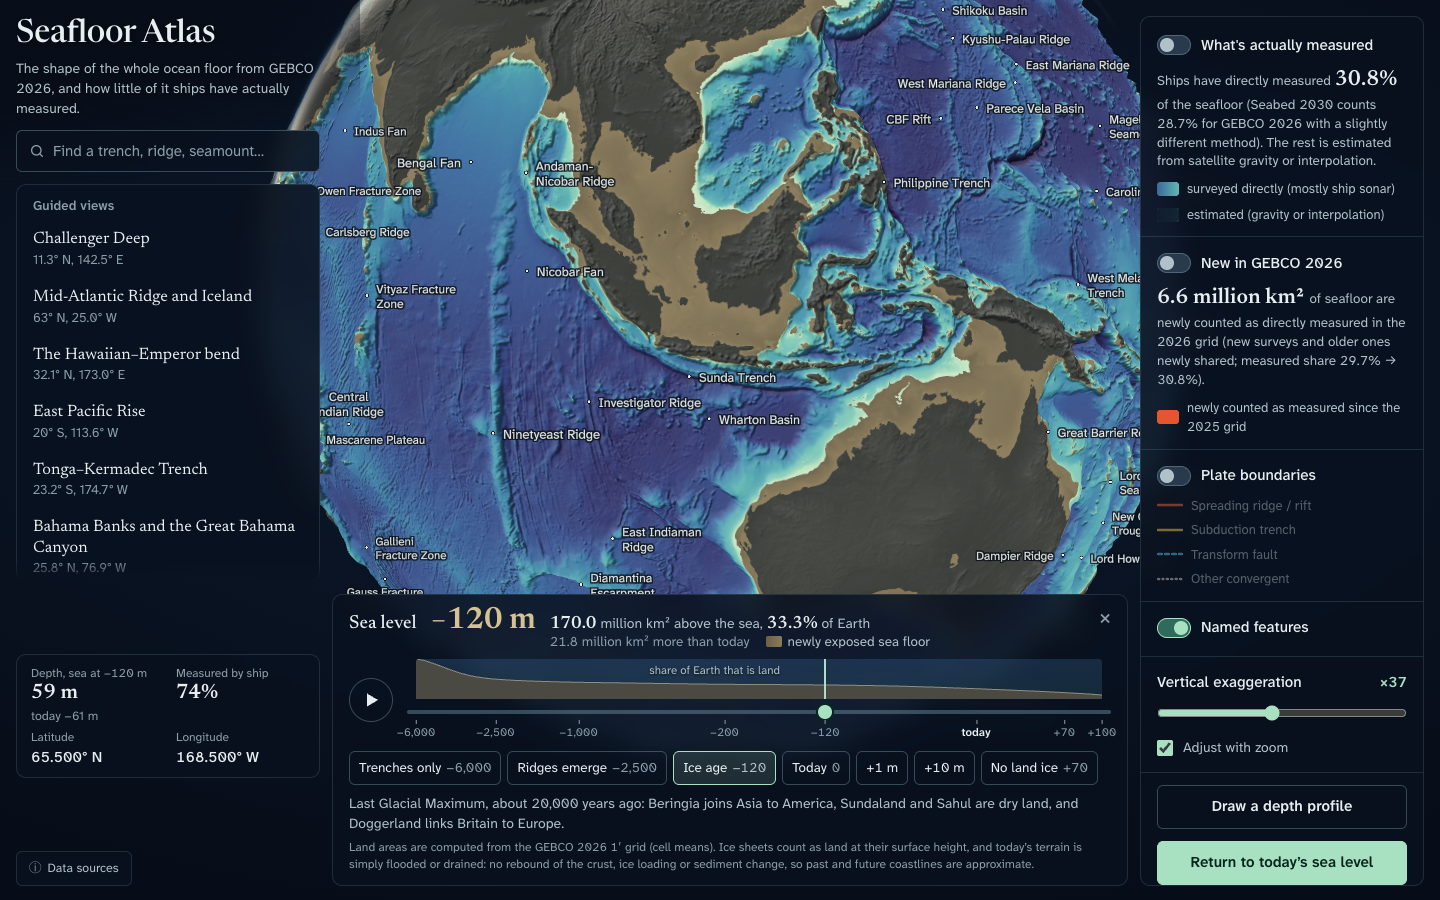 Seafloor Atlas
The shape of the whole ocean floor from GEBCO
2026, and how little of it ships have actually
measured.
Find a trench, ridge, seamount...
Guided views
Challenger Deep
11.3° N, 142.5° E
Mid-Atlantic Ridge and Iceland
63° N, 25.0° W
The Hawaiian–Emperor bend
32.1° N, 173.0° E
East Pacific Rise
20° S, 113.6° W
Tonga–Kermadec Trench
23.2° S, 174.7° W
Bahama Banks and the Great Bahama
Canyon
25.8° N, 76.9° W
Depth, sea at −120 m
59 m
today −61 m
Measured by ship
74%
Latitude
65.500° N
Longitude
168.500° W
ⓘ Data sources
Shikoku Basin
Kyushu-Palau Ridge
East Mariana Ridge
West Mariana Ridge
Parece Vela Basin
CBF Rift
Magel
Seam
Indus Fan
Bengal Fan
Andaman-
Nicobar Ridge
Philippine Trench
Owen Fracture Zone
Carolin
Carlsberg Ridge
Nicobar Fan
Vityaz Fracture
Zone
West Mela
Trench
Sunda Trench
Investigator Ridge
Wharton Basin
Central
ndian Ridge
Mascarene Plateau
Ninetyeast Ridge
Great Barrier R
Lord
Sea
New C
Troug
East Indiaman
Ridge
Gallieni
Fracture Zone
Dampier Ridge
Lord How
Diamantina
Escarpment
Gauss Fracture
Sea level −120 m
170.0 million km² above the sea, 33.3% of Earth
21.8 million km² more than today
newly exposed sea floor
×
share of Earth that is land
−6,000
−2,500
−1,000
−200
−120
today
+70
+100
Trenches only −6,000
Ridges emerge −2,500
Ice age −120
Today 0
+1 m
+10 m
No land ice +70
Last Glacial Maximum, about 20,000 years ago: Beringia joins Asia to America, Sundaland and Sahul are dry land, and
Doggerland links Britain to Europe.
Land areas are computed from the GEBCO 2026 1′ grid (cell means). Ice sheets count as land at their surface height, and today's terrain is
simply flooded or drained: no rebound of the crust, ice loading or sediment change, so past and future coastlines are approximate.
What's actually measured
Ships have directly measured 30.8%
of the seafloor (Seabed 2030 counts
28.7% for GEBCO 2026 with a slightly
different method). The rest is estimated
from satellite gravity or interpolation.
surveyed directly (mostly ship sonar)
estimated (gravity or interpolation)
New in GEBCO 2026
6.6 million km² of seafloor are
newly counted as directly measured in the
2026 grid (new surveys and older ones
newly shared; measured share 29.7% →
30.8%).
newly counted as measured since the
2025 grid
Plate boundaries
Spreading ridge / rift
Subduction trench
Transform fault
Other convergent
Named features
Vertical exaggeration ×37
Adjust with zoom
Draw a depth profile
Return to today's sea level